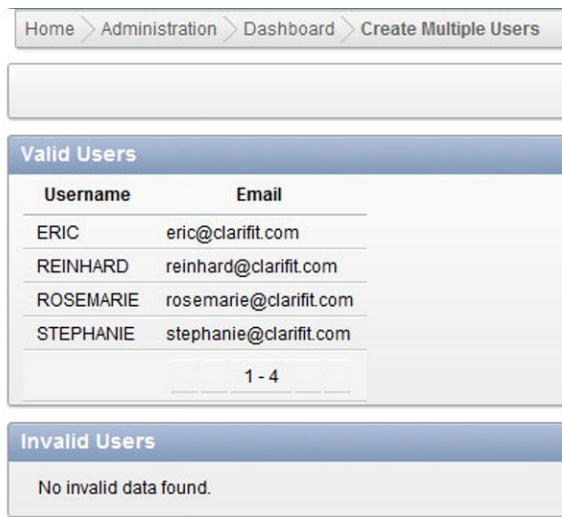 Home Administration Dashboard Create Multiple Users
Valid Users
Username Email
ERIC eric@clarifit.com
REINHARD reinhard@clarifit.com
ROSEMARIE rosemarie@clarifit.com
STEPHANIE stephanie@clarifit.com
1 - 4
Invalid Users
No invalid data found.